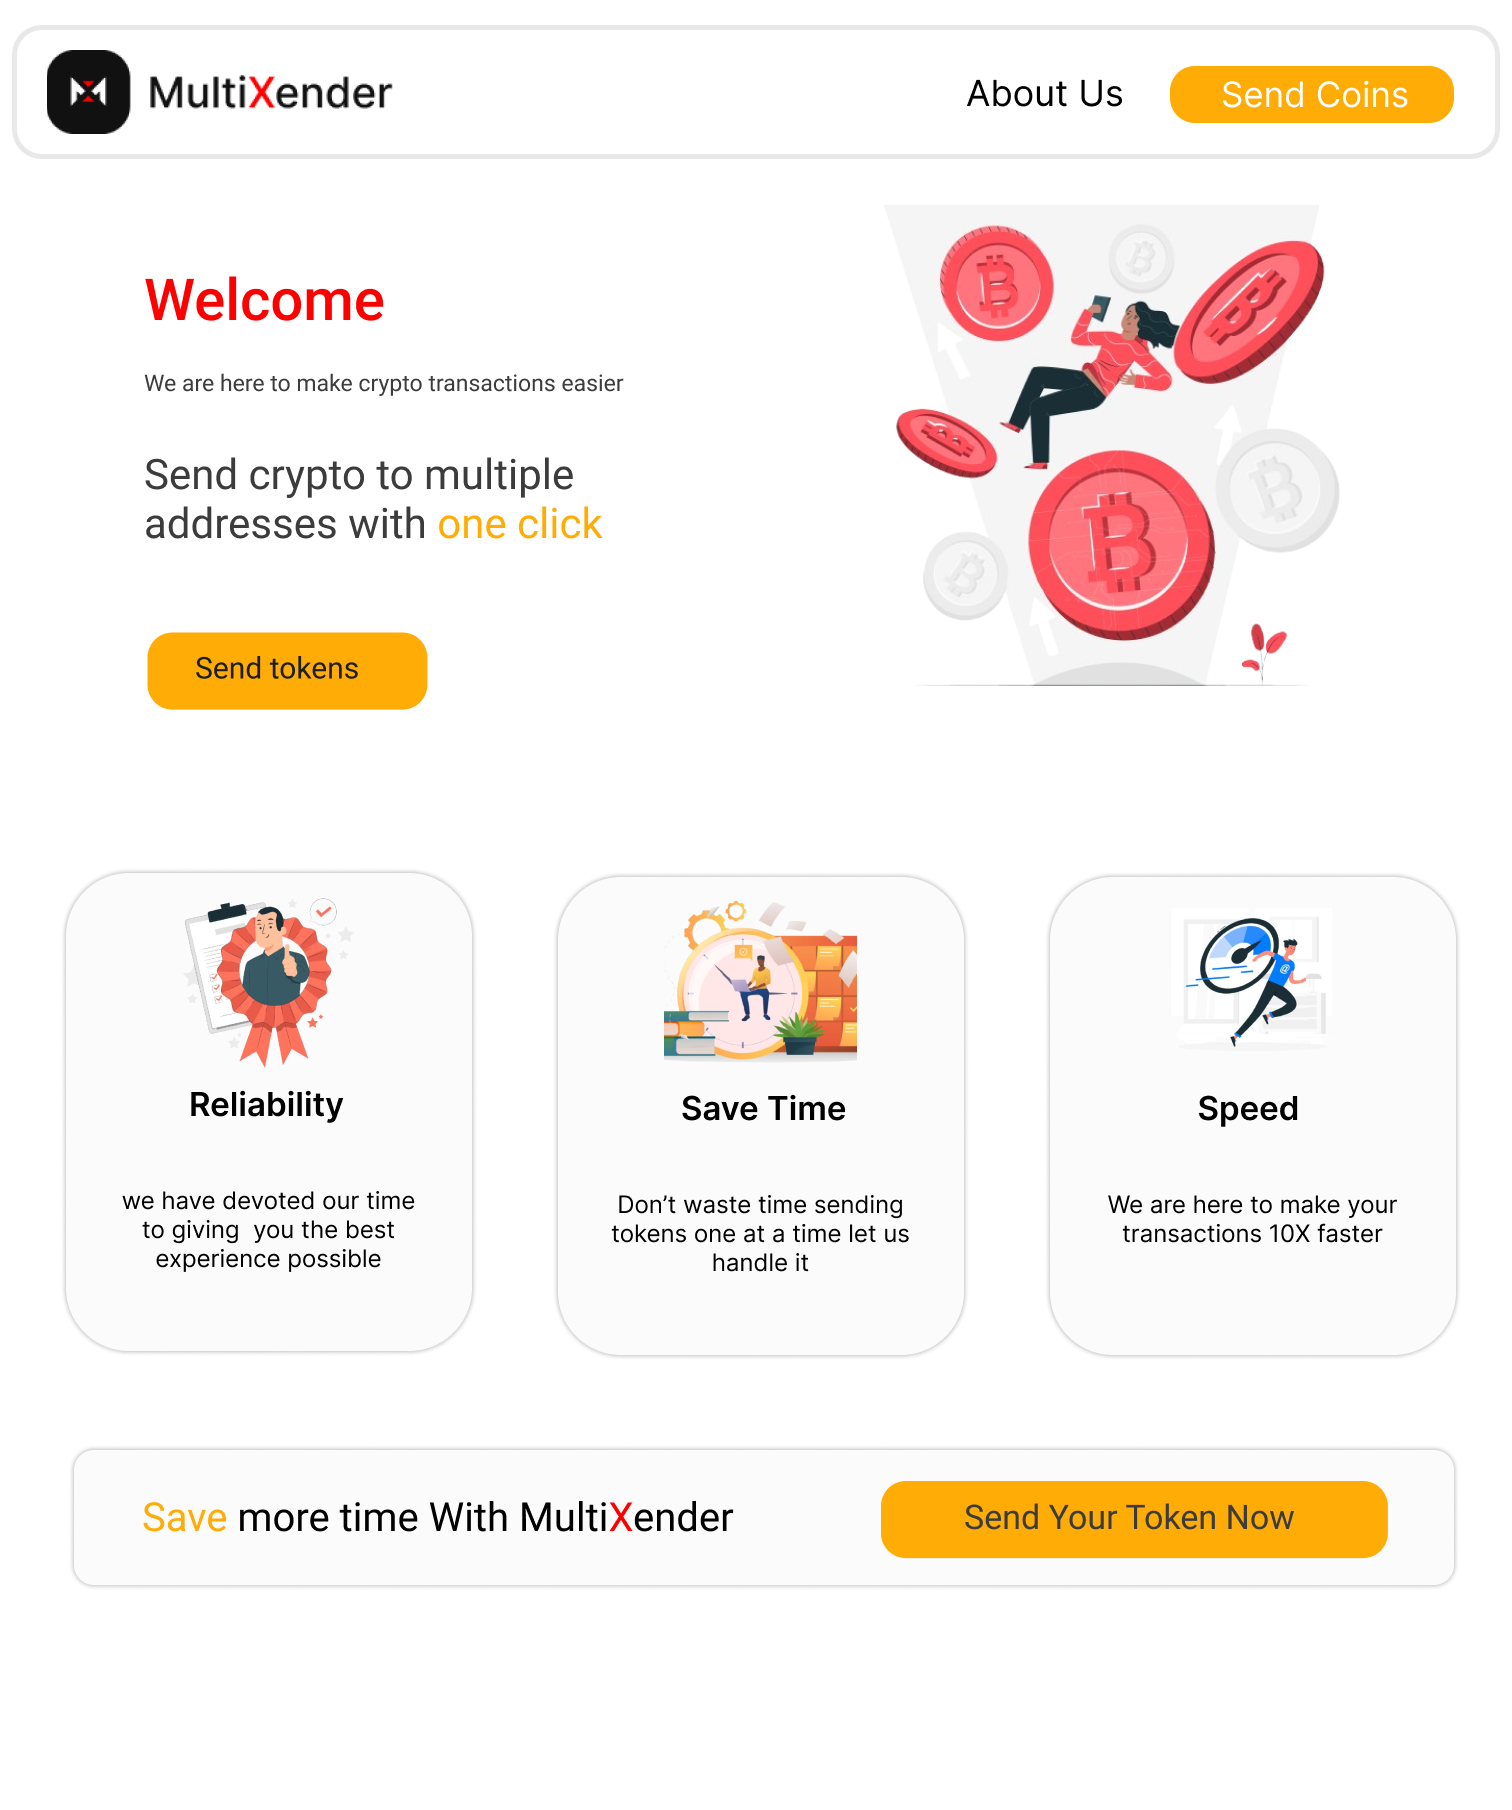 MultiXender
About Us
Send Coins
Welcome
We are here to make crypto transactions easier
Send crypto to multiple
addresses with one click
Send tokens
Reliability
we have devoted our time
to giving  you the best
experience possible
Save Time
Don’t waste time sending
tokens one at a time let us
handle it
Speed
We are here to make your
transactions 10X faster
Save more time With MultiXender
Send Your Token Now